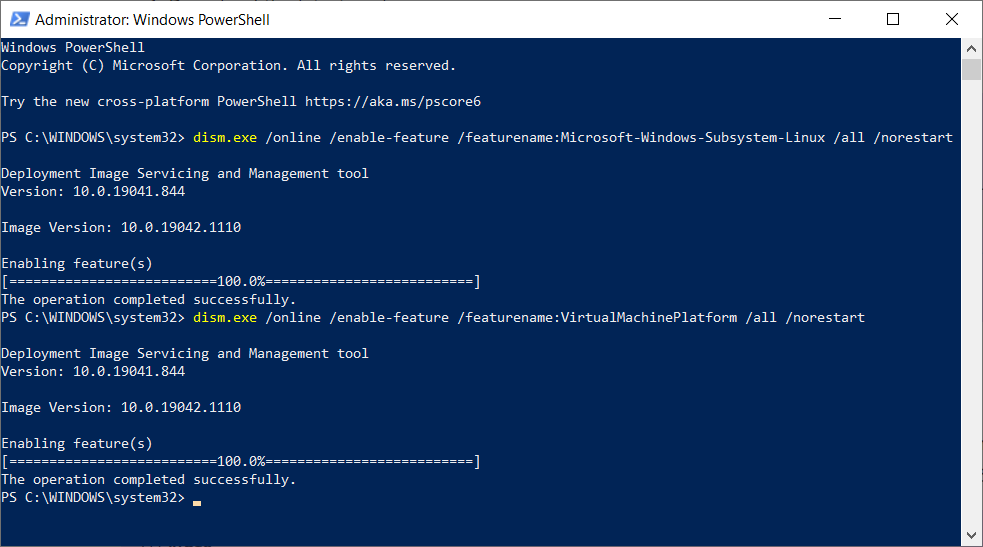 Administrator: Windows PowerShell
Windows PowerShell
Copyright (C) Microsoft Corporation. All rights reserved.
Try the new cross-platform PowerShell https://aka.ms/pscore6
PS C:\WINDOWS\system32> dism.exe /online /enable-feature /featurename:Microsoft-Windows-Subsystem-Linux /all /norestart
Deployment Image Servicing and Management tool
Version: 10.0.19041.844
Image Version: 10.0.19042.1110
Enabling feature(s)
[==========================100.0%==========================]
The operation completed successfully.
PS C:\WINDOWS\system32> dism.exe /online /enable-feature /featurename:VirtualMachinePlatform /all /norestart
Deployment Image Servicing and Management tool
Version: 10.0.19041.844
Image Version: 10.0.19042.1110
Enabling feature(s)
[==========================100.0%==========================]
The operation completed successfully.
PS C:\WINDOWS\system32>